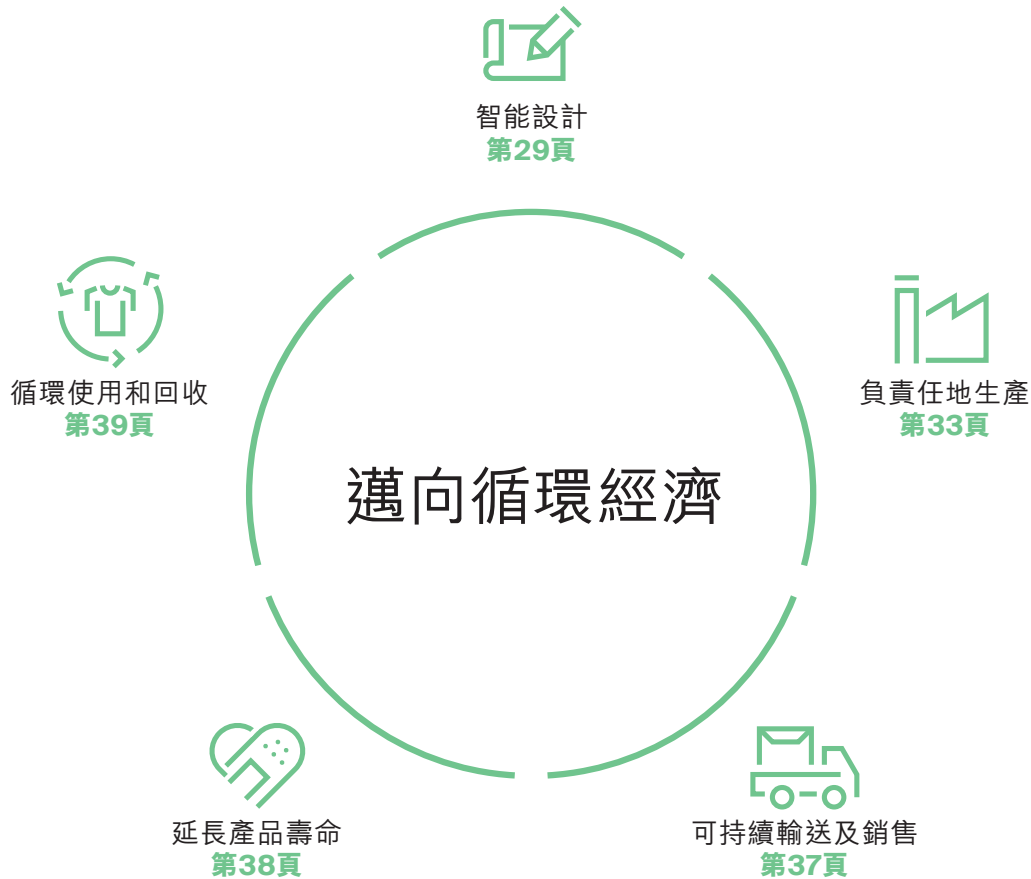 智能設計
第29頁
循環使用和回收
第39頁
負責任地生產
第33頁
邁向循環經濟
延長產品壽命
第38頁
可持續輸送及銷售
第37頁